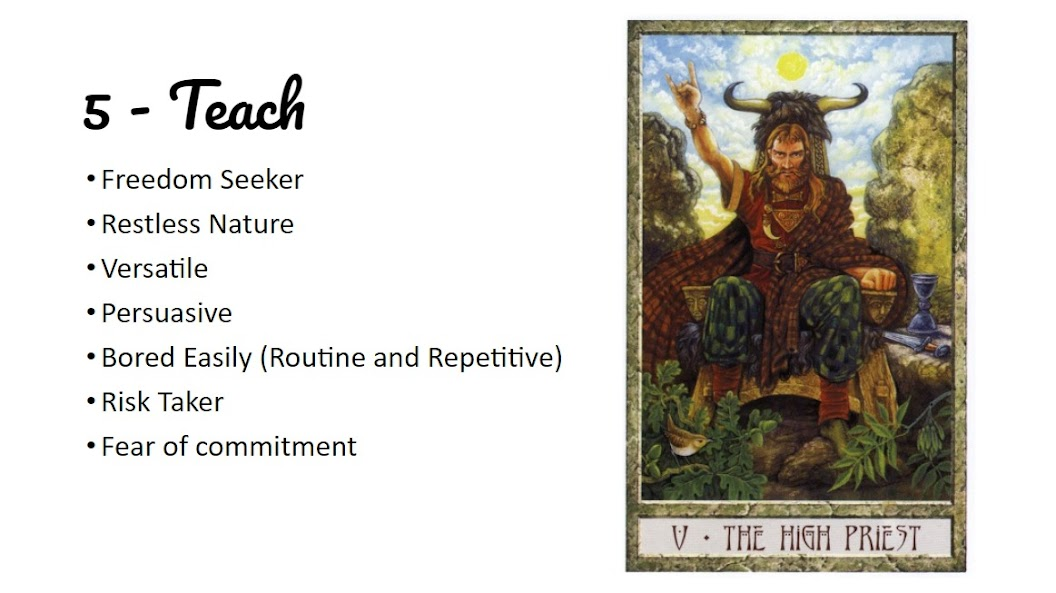 5 - Teach
• Freedom Seeker
• Restless Nature
• Versatile
• Persuasive
• Bored Easily (Routine and Repetitive)
• Risk Taker
• Fear of commitment
V • THE HIGH PRIEST